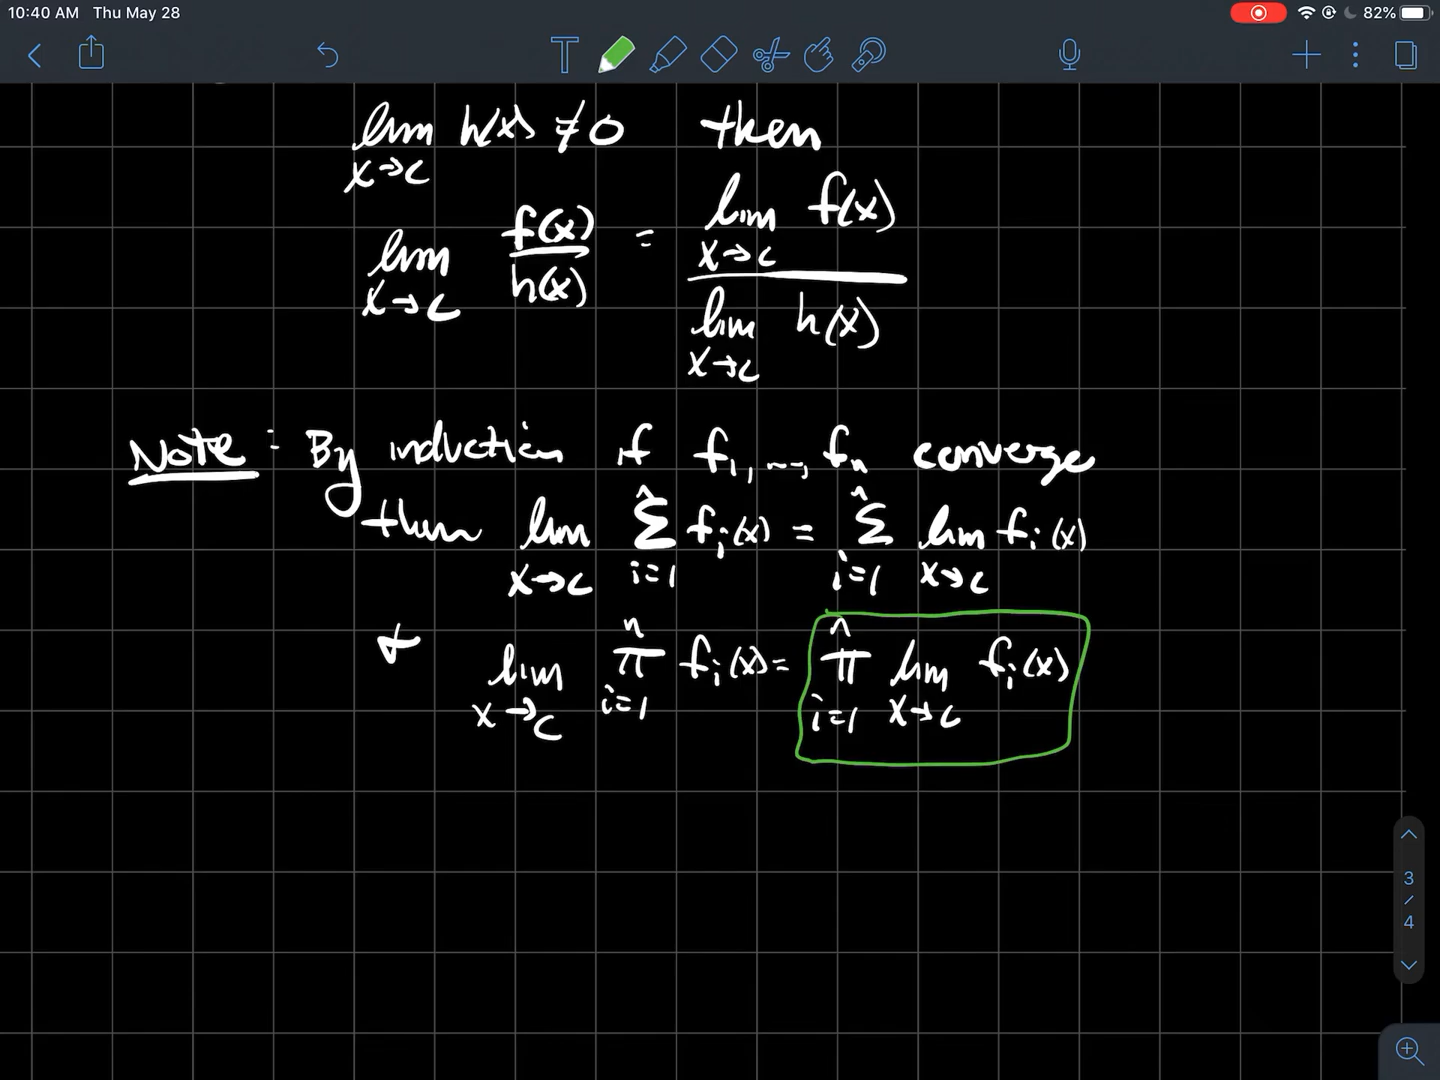 10:40 AM Thu May 28 82%
lim h(x) ≠ 0 then
x→c
lim f(x)/h(x) = lim f(x) / lim h(x)
x→c x→c x→c
Note: By induction if f₁, ..., fₙ converge
then lim Σ fᵢ(x) = Σ lim fᵢ(x)
x→c i=1 n i=1 n x→c
& lim π fᵢ(x) = π lim fᵢ(x)
x→c i=1 n i=1 n x→c
3
/
4